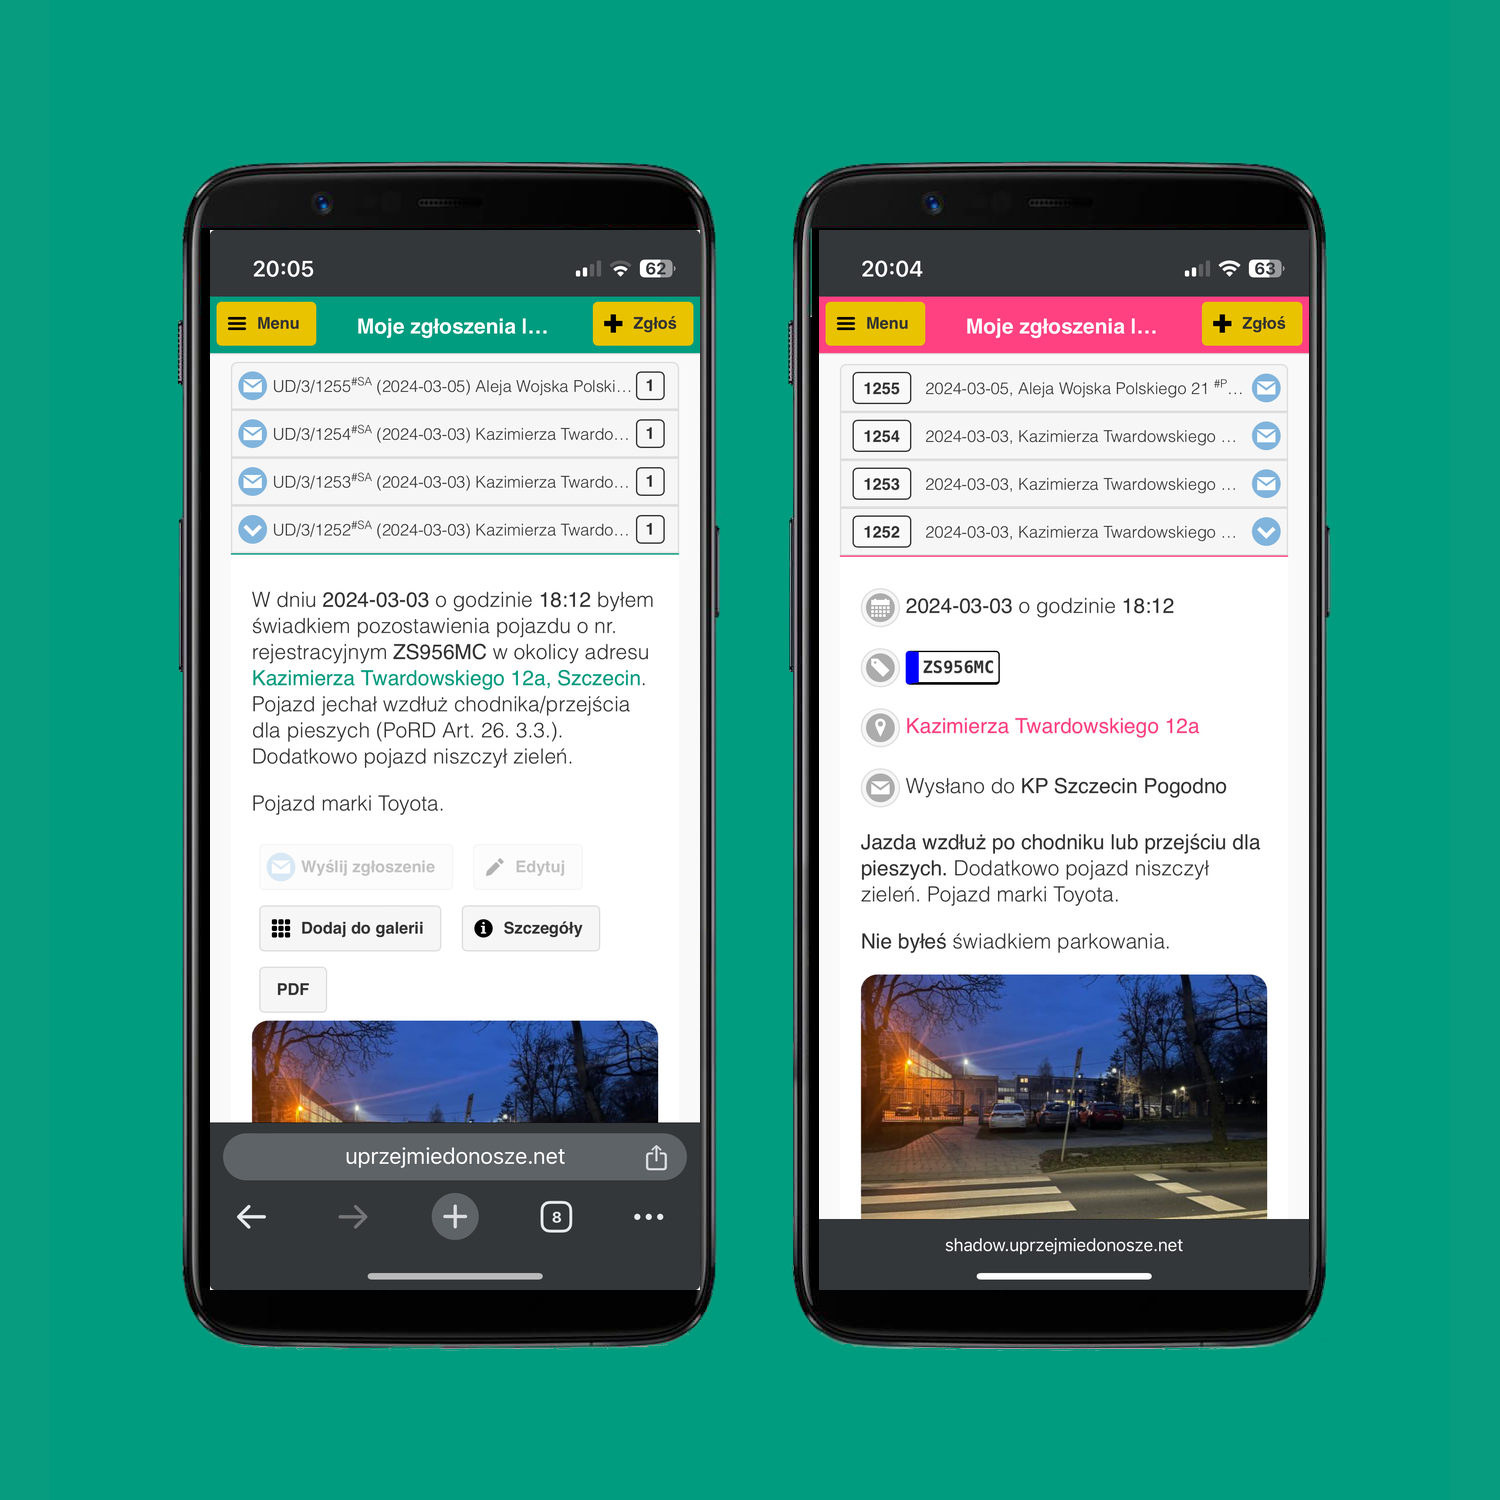 20:05
62
Menu
Moje zgłoszenia l...
Zgłoś
UD/3/1255#SA (2024-03-05) Aleja Wojska Polski... 1
UD/3/1254#SA (2024-03-03) Kazimierza Twardo... 1
UD/3/1253#SA (2024-03-03) Kazimierza Twardo... 1
UD/3/1252#SA (2024-03-03) Kazimierza Twardo... 1
W dniu 2024-03-03 o godzinie 18:12 byłem
świadkiem pozostawienia pojazdu o nr.
rejestracyjnym ZS956MC w okolicy adresu
Kazimierza Twardowskiego 12a, Szczecin.
Pojazd jechał wzdłuż chodnika/przejścia
dla pieszych (PoRD Art. 26. 3.3.).
Dodatkowo pojazd niszczył zieleń.
Pojazd marki Toyota.
Wyślij zgłoszenie
Edytuj
Dodaj do galerii
Szczegóły
PDF
uprzejmiedonosze.net
8
20:04
63
Menu
Moje zgłoszenia l...
Zgłoś
1255 2024-03-05, Aleja Wojska Polskiego 21 #P...
1254 2024-03-03, Kazimierza Twardowskiego ...
1253 2024-03-03, Kazimierza Twardowskiego ...
1252 2024-03-03, Kazimierza Twardowskiego ...
2024-03-03 o godzinie 18:12
ZS956MC
Kazimierza Twardowskiego 12a
Wysłano do KP Szczecin Pogodno
Jazda wzdłuż po chodniku lub przejściu dla
pieszych. Dodatkowo pojazd niszczył
zieleń. Pojazd marki Toyota.
Nie byłeś świadkiem parkowania.
shadow.uprzejmiedonosze.net